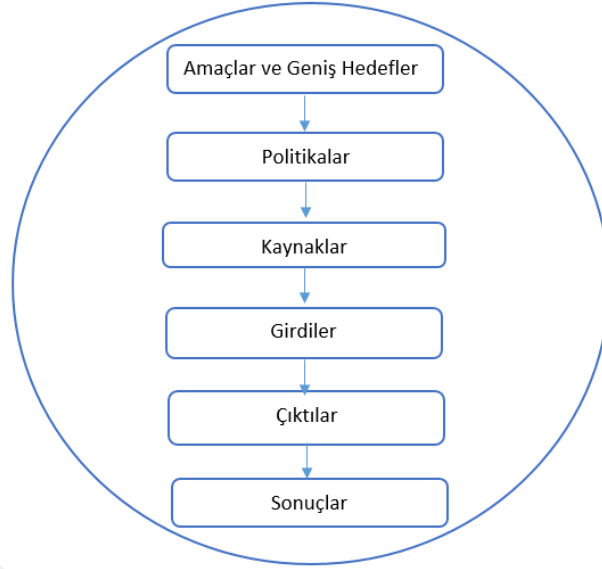 Amaçlar ve Geniş Hedefler
Politikalar
Kaynaklar
Girdiler
Çıktılar
Sonuçlar